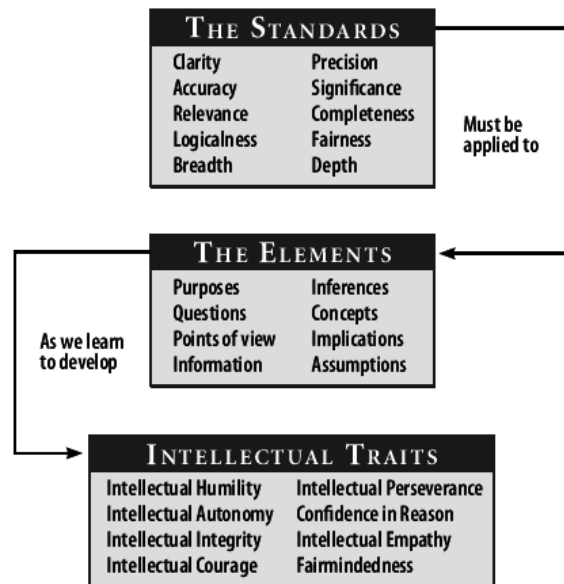 THE STANDARDS
Clarity Precision
Accuracy Significance
Relevance Completeness
Logicalness Fairness
Breadth Depth
Must be
applied to
THE ELEMENTS
Purposes Inferences
Questions Concepts
Points of view Implications
Information Assumptions
As we learn
to develop
INTELLECTUAL TRAITS
Intellectual Humility Intellectual Perseverance
Intellectual Autonomy Confidence in Reason
Intellectual Integrity Intellectual Empathy
Intellectual Courage Fairmindedness